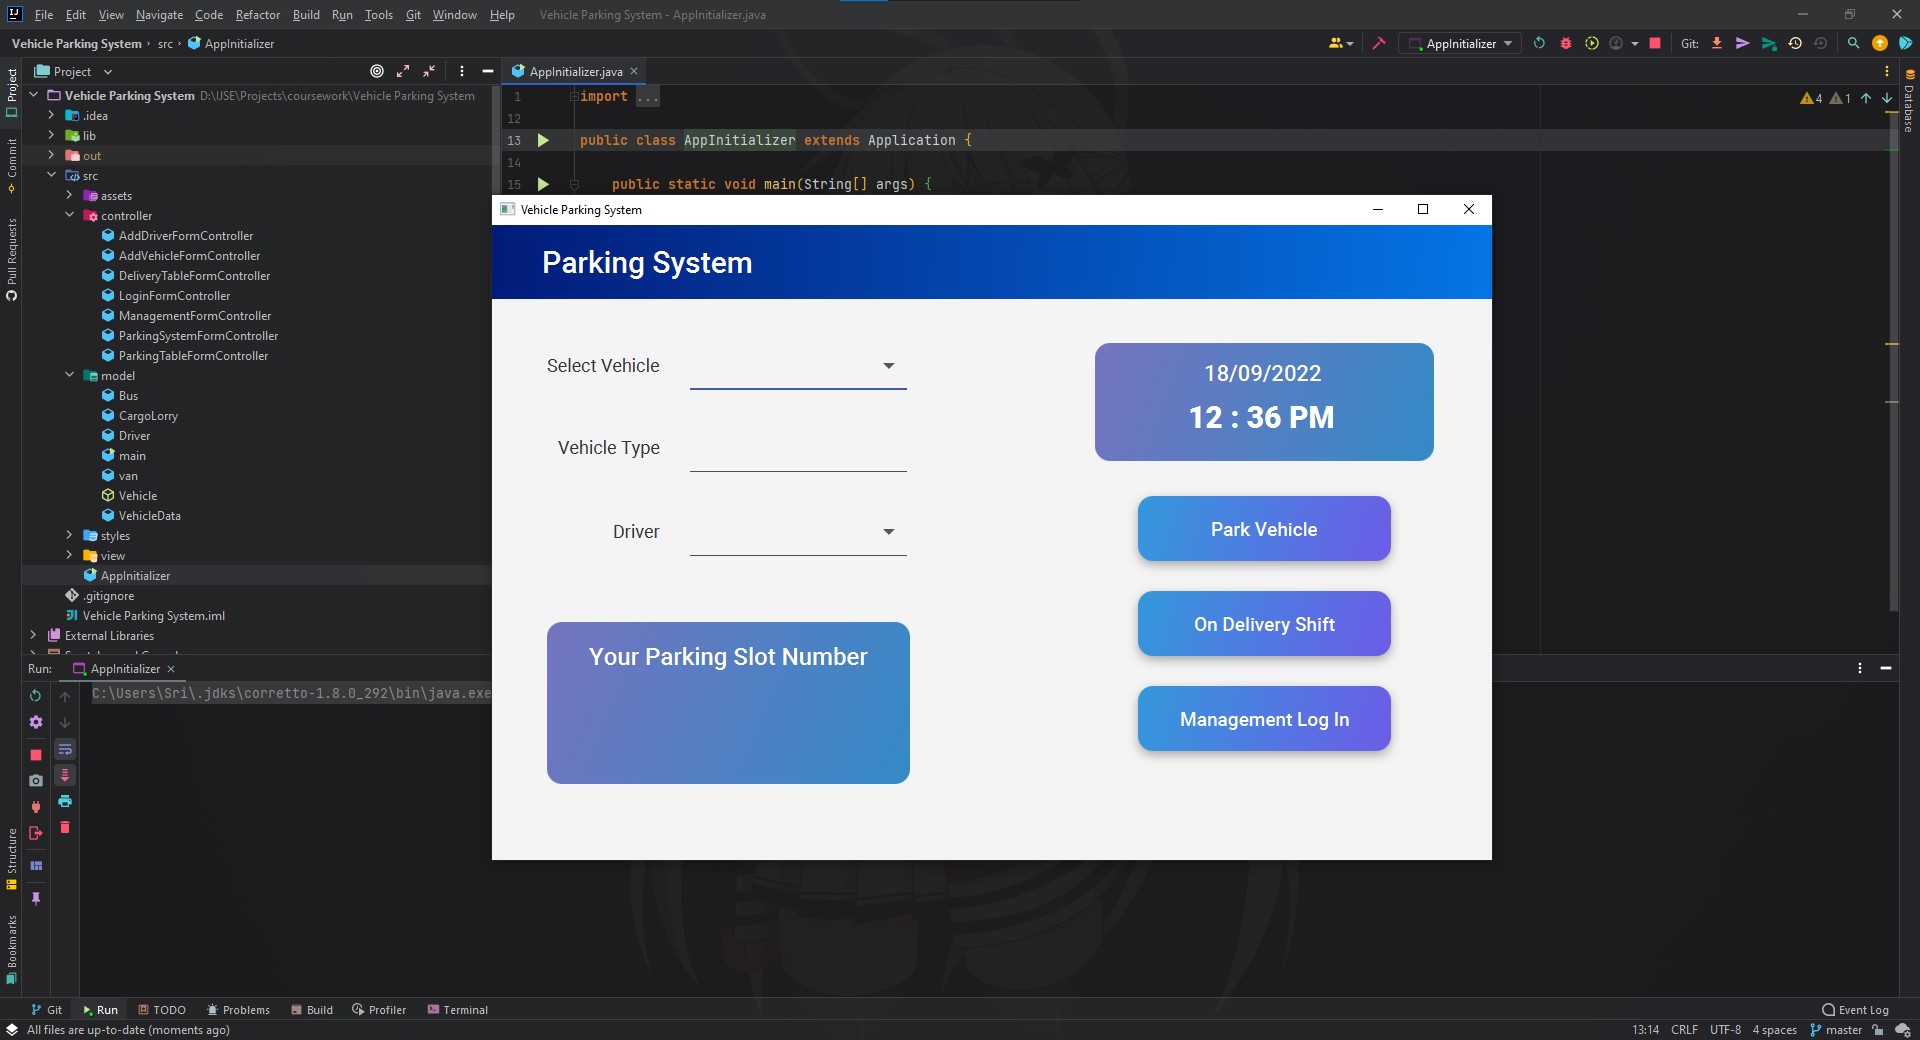 File Edit View Navigate Code Refactor Build Run Tools Git Window Help Vehicle Parking System - AppInitializer.java
Vehicle Parking System src AppInitializer
AppInitializer Git:
Project
Project
Commit
Pull Requests
Structure
Bookmarks
Vehicle Parking System D:\IJSE\Projects\coursework\Vehicle Parking System
.idea
lib
out
src
assets
controller
AddDriverFormController
AddVehicleFormController
DeliveryTableFormController
LoginFormController
ManagementFormController
ParkingSystemFormController
ParkingTableFormController
model
Bus
CargoLorry
Driver
main
van
Vehicle
VehicleData
styles
view
AppInitializer
.gitignore
Vehicle Parking System.iml
External Libraries
AppInitializer.java
4 1
Database
1 import ...
12
13 public class AppInitializer extends Application {
14
15 public static void main(String[] args) {
Vehicle Parking System
Parking System
Select Vehicle
Vehicle Type
Driver
Your Parking Slot Number
18/09/2022
12 : 36 PM
Park Vehicle
On Delivery Shift
Management Log In
Run: AppInitializer
C:\Users\Sri\.jdks\corretto-1.8.0_292\bin\java.exe
Git Run TODO Problems Build Profiler Terminal Event Log
All files are up-to-date (moments ago) 13:14 CRLF UTF-8 4 spaces master